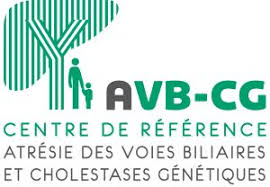 AVB-CG
CENTRE DE RÉFÉRENCE
ATRÉSIE DES VOIES BILIAIRES
ET CHOLESTASES GÉNÉTIQUES